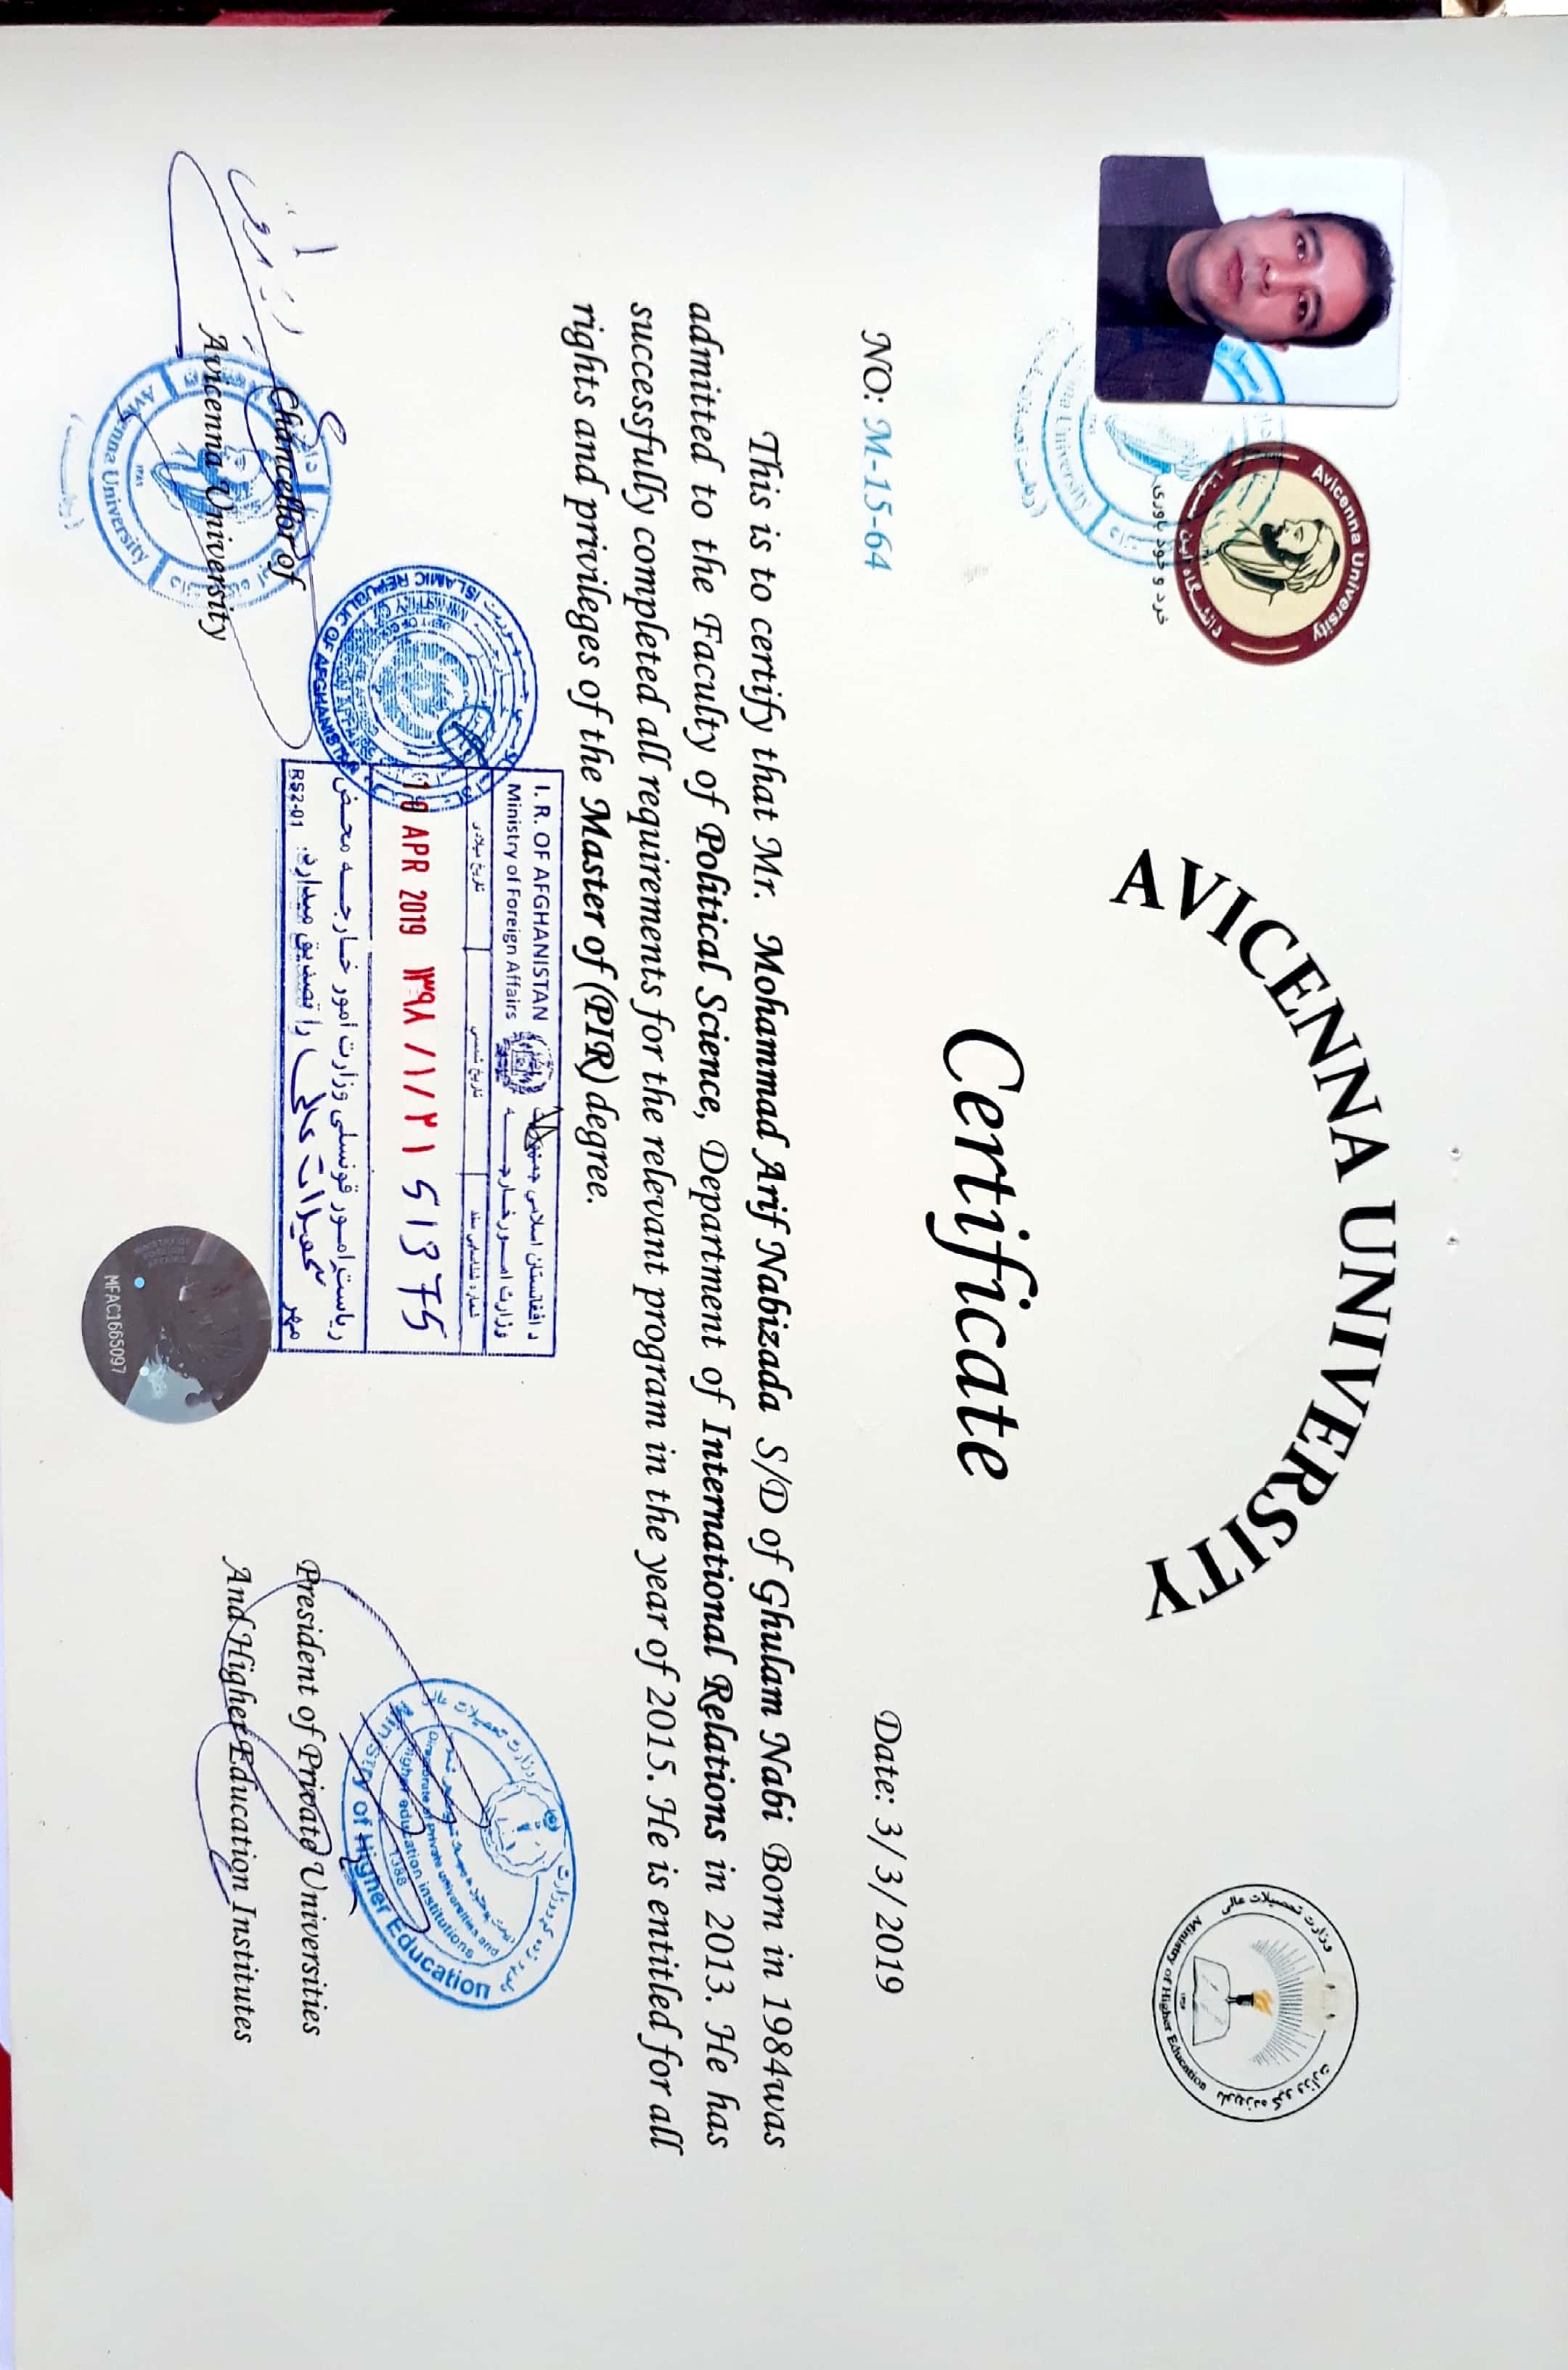 AVICENNA UNIVERSITY
Avicenna University
دانشگاه ابن سینا
خرد و خود باوری
وزارت تحصیلات عالی
Ministry of Higher Education
Certificate
NO: M-15-64
Date: 3/ 3/ 2019
This is to certify that Mr. Mohammad Arif Nabizada S/D of Ghulam Nabi Born in 1984was
admitted to the Faculty of Political Science, Department of International Relations in 2013. He has
successfully completed all requirements for the relevant program in the year of 2015. He is entitled for all
rights and privileges of the Master of (PIR) degree.
I. R. OF AFGHANISTAN
د افغانستان اسلامی جمهوریت
Ministry of Foreign Affairs
وزارت امور خارجه
شماره شناسایی سند
تاریخ شمسی
تاریخ میلادی
10 APR 2019
۱۳۹۸ /۱/ ۲۱
51375
ریاست امور قونسلی وزارت امور خارجه محض
مهر تحصیلات عالی را تصدیق میدارد.
RS2-01
ISLAMIC REPUBLIC OF AFGHANISTAN
وزارت تحصیلات عالی
Directorate of Private universities and
higher education institutions
1388
Ministry of Higher Education
Chancellor of
Avicenna University
Avicenna University
President of Private Universities
And Higher Education Institutes
MFAC1665097